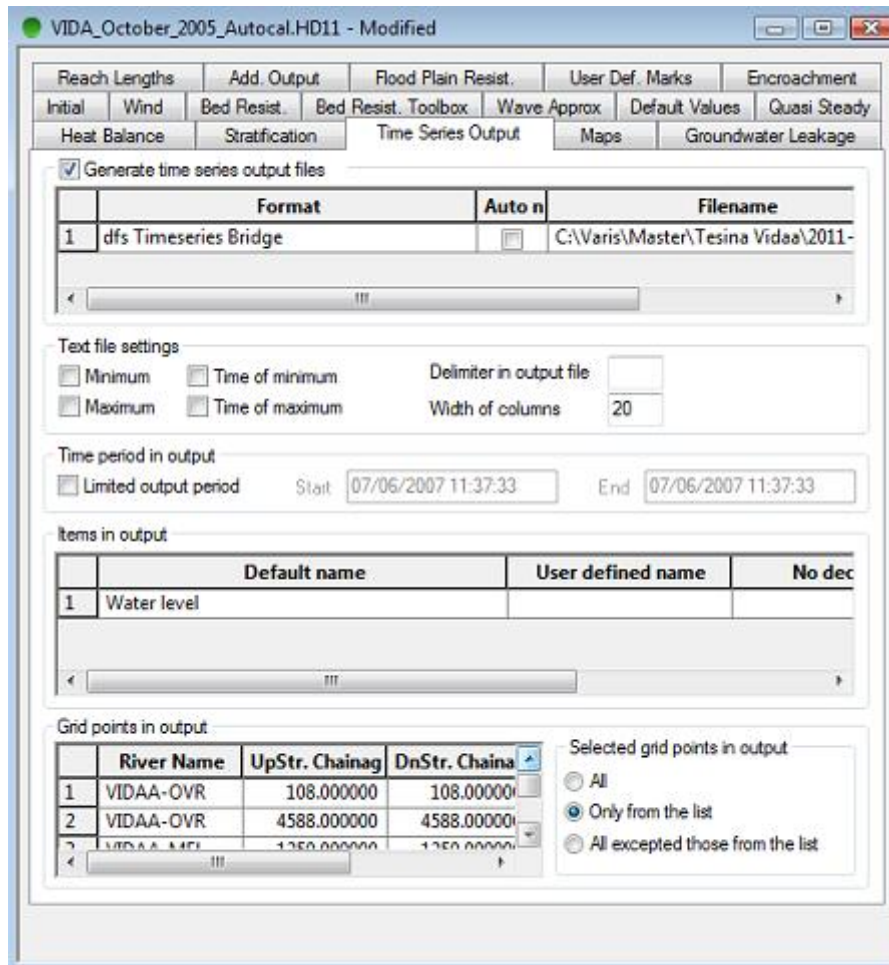 VIDA_October_2005_Autocal.HD11 - Modified
Reach Lengths Add. Output Flood Plain Resist. User Def. Marks Encroachment
Initial Wind Bed Resist. Bed Resist. Toolbox Wave Approx Default Values Quasi Steady
Heat Balance Stratification Time Series Output Maps Groundwater Leakage
Generate time series output files
Format Auto n Filename
1 dfs Timeseries Bridge C:\Varis\Master\Tesina Vidaa\2011-
Text file settings
Minimum Time of minimum Delimiter in output file
Maximum Time of maximum Width of columns 20
Time period in output
Limited output period Start 07/06/2007 11:37:33 End 07/06/2007 11:37:33
Items in output
Default name User defined name No dec
1 Water level
Grid points in output
Selected grid points in output
River Name UpStr. Chainag DnStr. Chaina
1 VIDAA-OVR 108.000000 108.00000
2 VIDAA-OVR 4588.000000 4588.00000
All
Only from the list
All excepted those from the list